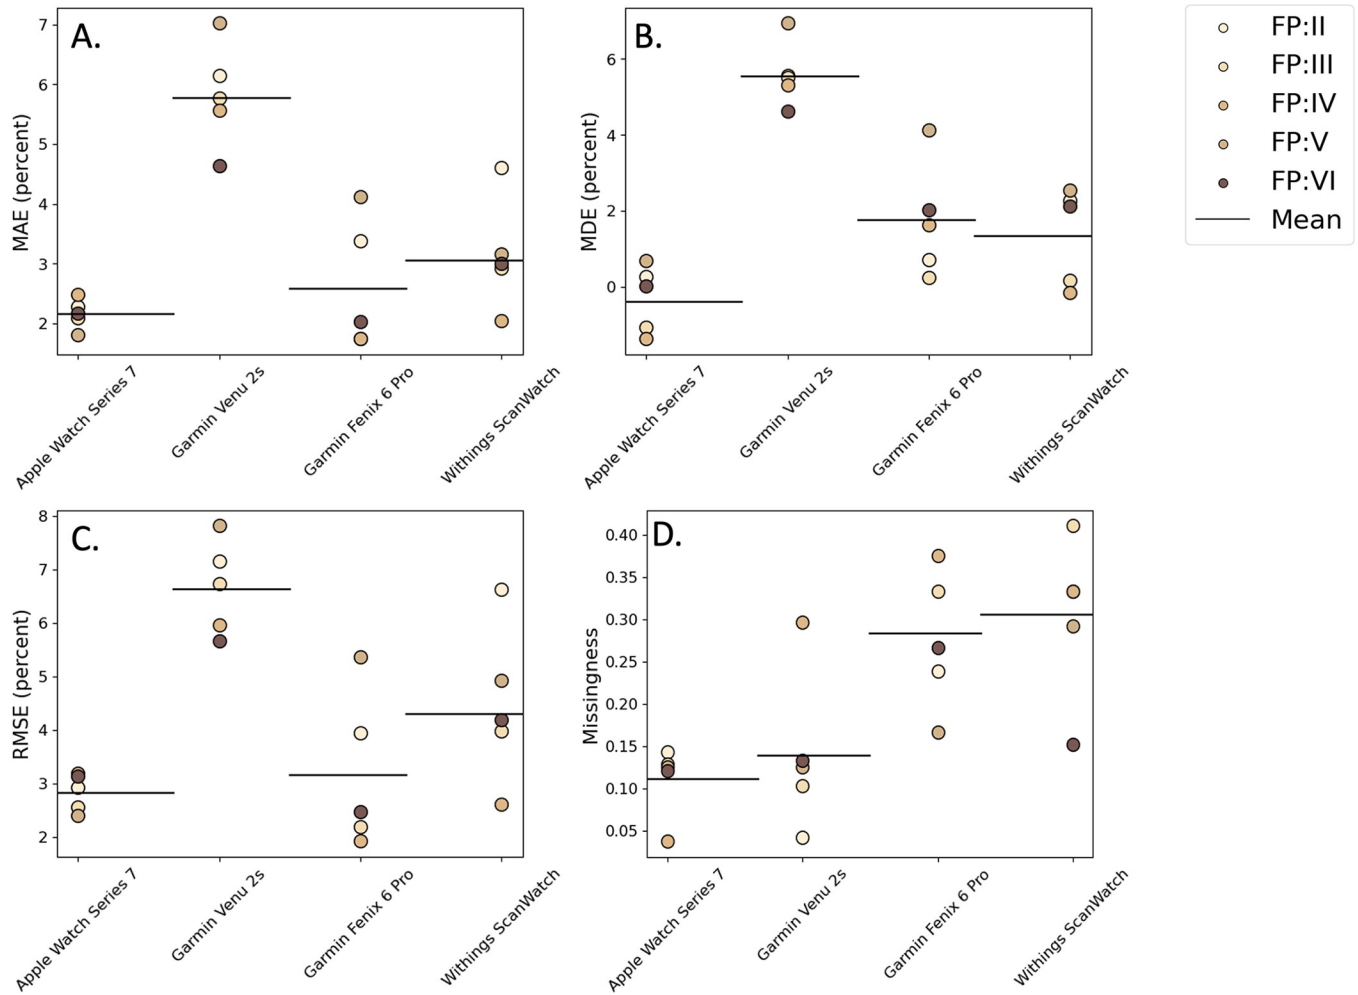 A.
MAE (percent)
7
6
5
4
3
2
Apple Watch Series 7
Garmin Venu 2s
Garmin Fenix 6 Pro
Withings ScanWatch
B.
MDE (percent)
6
4
2
0
Apple Watch Series 7
Garmin Venu 2s
Garmin Fenix 6 Pro
Withings ScanWatch
FP:II
FP:III
FP:IV
FP:V
FP:VI
Mean
C.
RMSE (percent)
8
7
6
5
4
3
2
Apple Watch Series 7
Garmin Venu 2s
Garmin Fenix 6 Pro
Withings ScanWatch
D.
Missingness
0.40
0.35
0.30
0.25
0.20
0.15
0.10
0.05
Apple Watch Series 7
Garmin Venu 2s
Garmin Fenix 6 Pro
Withings ScanWatch